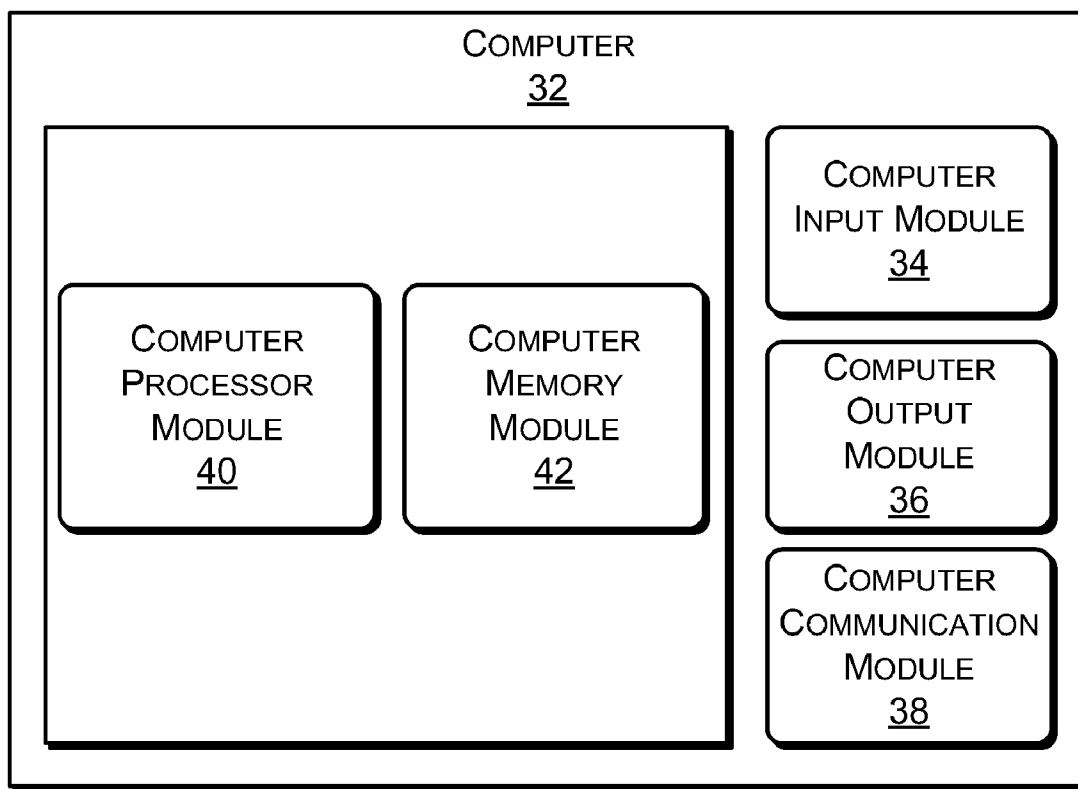 COMPUTER
32
COMPUTER
PROCESSOR
MODULE
40
COMPUTER
MEMORY
MODULE
42
COMPUTER
INPUT MODULE
34
COMPUTER
OUTPUT
MODULE
36
COMPUTER
COMMUNICATION
MODULE
38